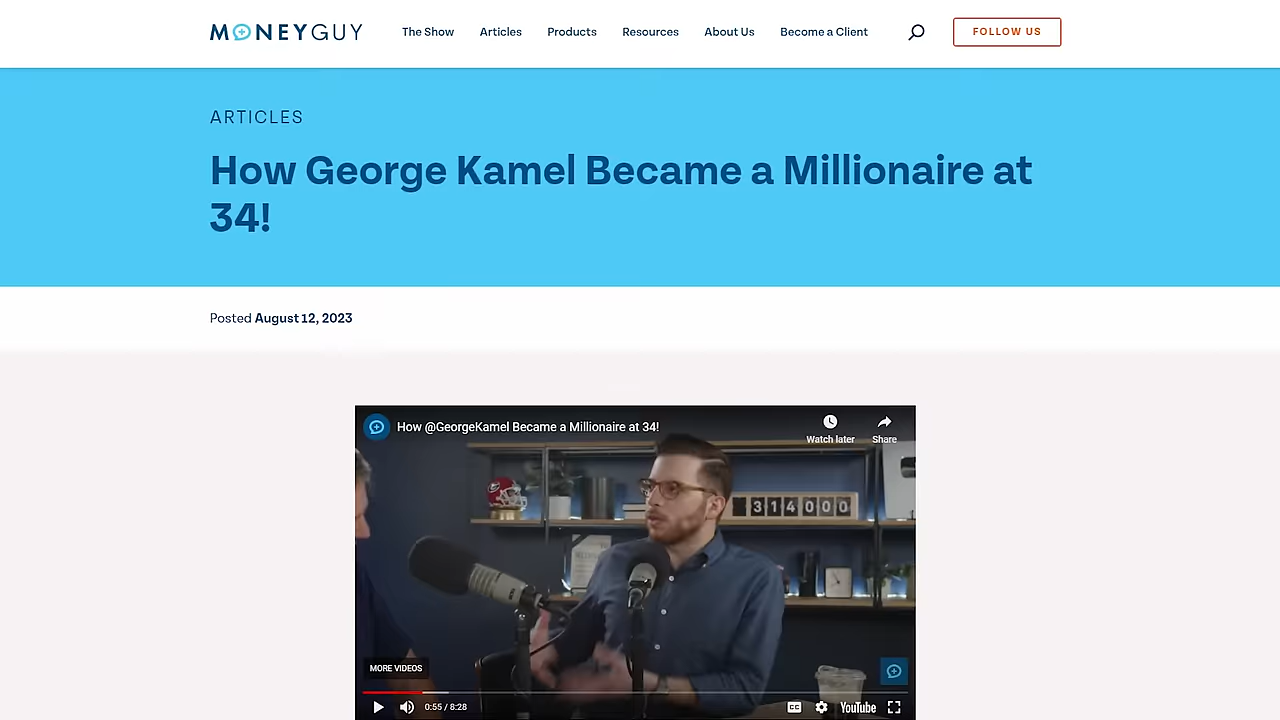 MONEYGUY The Show Articles Products Resources About Us Become a Client FOLLOW US
ARTICLES
How George Kamel Became a Millionaire at
34!
Posted August 12, 2023
How @GeorgeKamel Became a Millionaire at 34!
Watch later Share
314000
MORE VIDEOS
0:55 / 8:28 CC YouTube